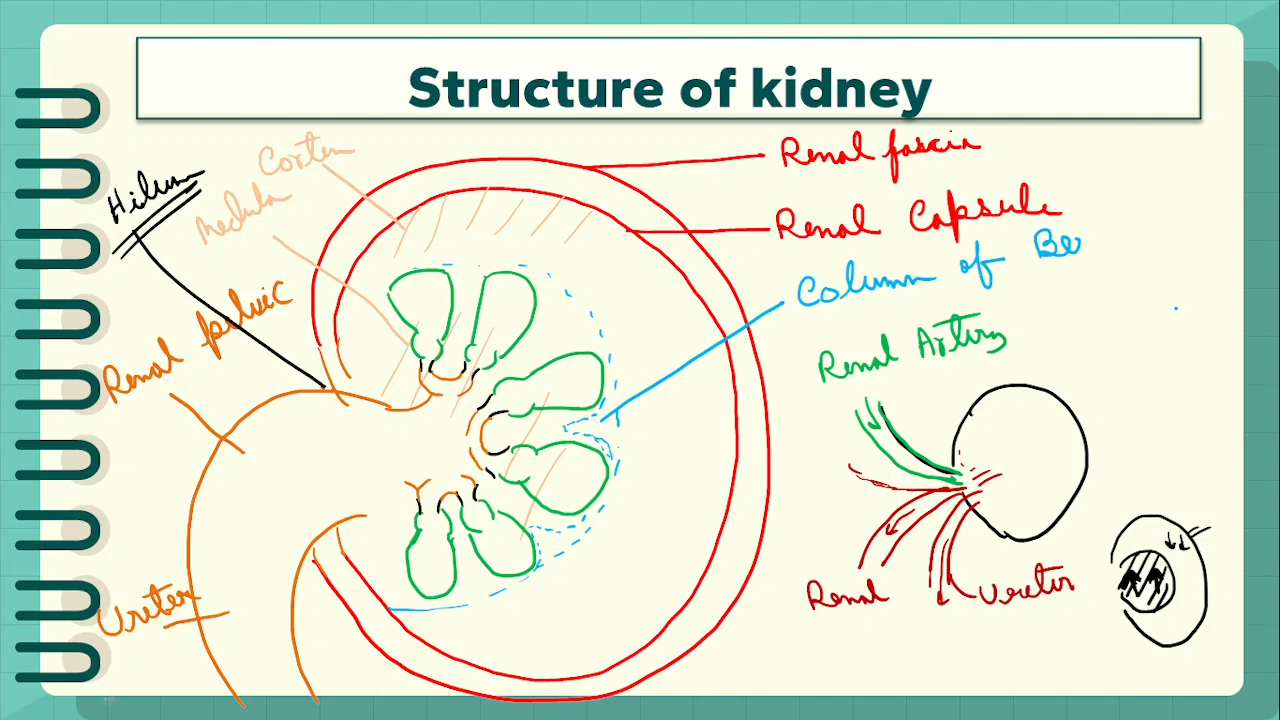 Structure of kidney
Cortex
Hilum
Medula
Renal fascia
Renal Capsule
Column of Be
Renal pelvic
Renal Artery
Ureter
Renal
Ureter